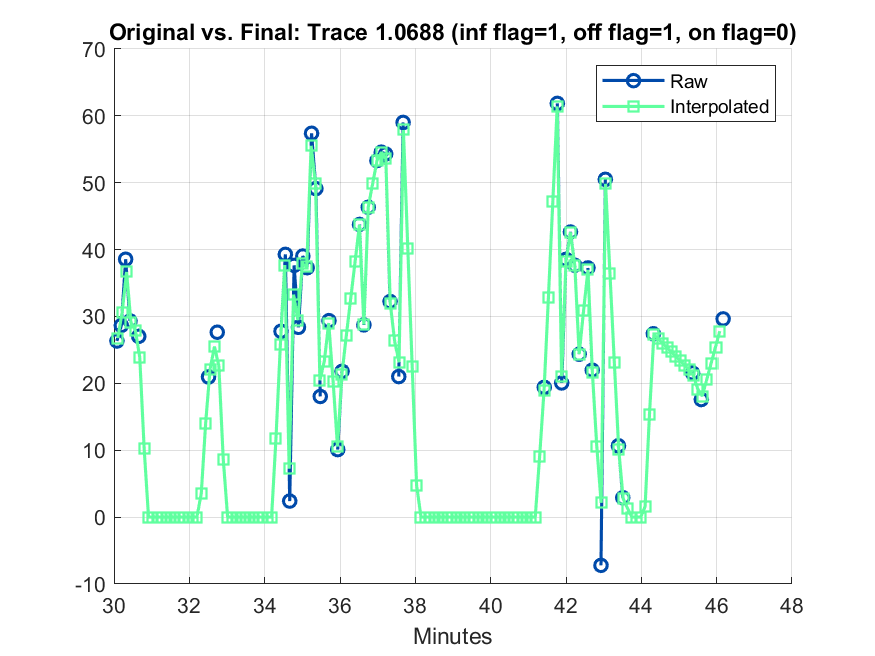 Original vs. Final: Trace 1.0688 (inf flag=1, off flag=1, on flag=0)
70
60
50
40
30
20
10
0
-10
Raw
Interpolated
30 32 34 36 38 40 42 44 46 48
Minutes